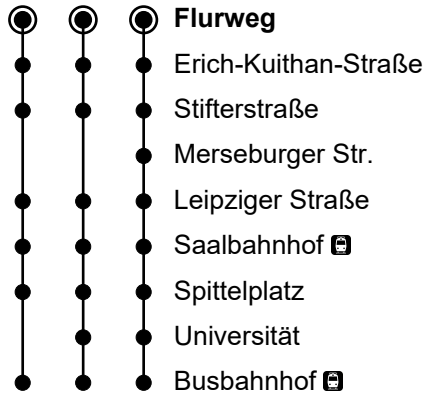 Flurweg
Erich-Kuithan-Straße
Stifterstraße
Merseburger Str.
Leipziger Straße
Saalbahnhof
Spittelplatz
Universität
Busbahnhof